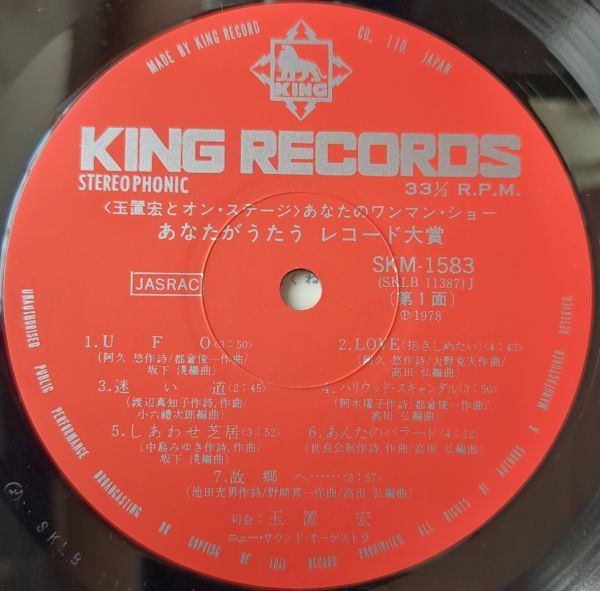 MADE BY KING RECORD CO., LTD. JAPAN
KING
KING RECORDS
STEREOPHONIC
33⅓ R.P.M.
〈玉置宏とオン・ステージ〉あなたのワンマン・ショー
あなたがうたう レコード大賞
JASRAC
SKM-1583
(SKLB 11387) J
(第1面)
Ⓟ1978
1.U F O〈3:50〉
(阿久 悠作詩/都倉俊一作曲/
坂下 滉編曲)
2.LOVE(抱きしめたい)〈4:43〉
(阿久 悠作詩/大野克夫作曲/
高田 弘編曲)
3.迷い道〈2:45〉
(渡辺真知子作詩,作曲/
小六禮次郎編曲)
4.ハリウッド・スキャンダル〈3:50〉
(阿木燿子作詩/都倉俊一作曲/
高田 弘編曲)
5.しあわせ芝居〈3:52〉
(中島みゆき作詩,作曲/
坂下 滉編曲)
6.あんたのバラード〈4:12〉
(世良公則作詩,作曲/高田 弘編曲)
7.故郷へ……〈3:57〉
(池田充男作詩/野崎真一作曲/高田 弘編曲)
司会:玉置 宏
ニュー・サウンド・オーケストラ
UNAUTHORISED PUBLIC PERFORMANCE BROADCASTING OR COPYING OF THIS RECORD PROHIBITED. ALL RIGHTS OF AUTHORS & MANUFACTURER RESERVED
SKLB